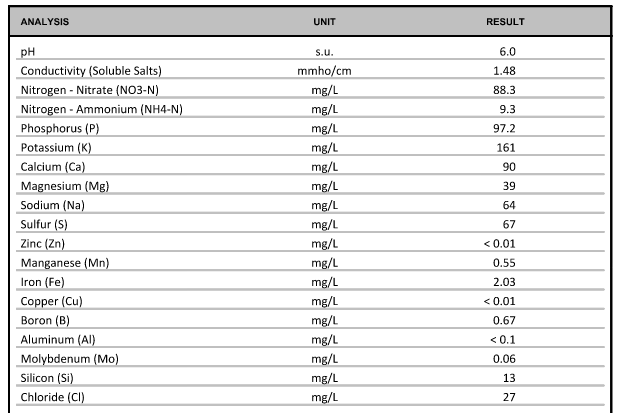 ANALYSIS UNIT RESULT
pH s.u. 6.0
Conductivity (Soluble Salts) mmho/cm 1.48
Nitrogen - Nitrate (NO3-N) mg/L 88.3
Nitrogen - Ammonium (NH4-N) mg/L 9.3
Phosphorus (P) mg/L 97.2
Potassium (K) mg/L 161
Calcium (Ca) mg/L 90
Magnesium (Mg) mg/L 39
Sodium (Na) mg/L 64
Sulfur (S) mg/L 67
Zinc (Zn) mg/L < 0.01
Manganese (Mn) mg/L 0.55
Iron (Fe) mg/L 2.03
Copper (Cu) mg/L < 0.01
Boron (B) mg/L 0.67
Aluminum (Al) mg/L < 0.1
Molybdenum (Mo) mg/L 0.06
Silicon (Si) mg/L 13
Chloride (Cl) mg/L 27